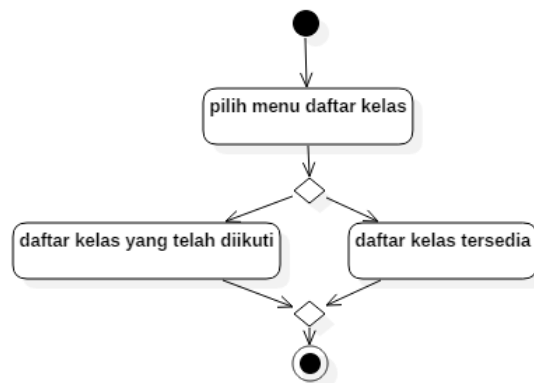 pilih menu daftar kelas
daftar kelas yang telah diikuti
daftar kelas tersedia